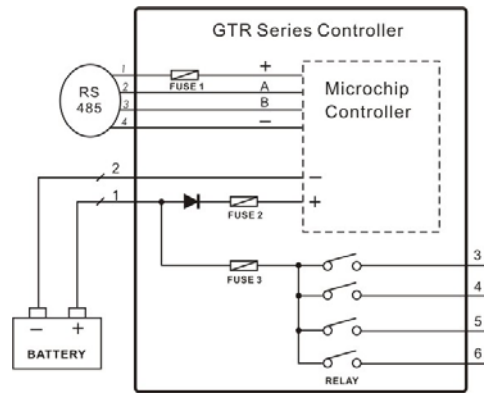 GTR Series Controller
1
+
FUSE 1
RS
485
2
A
3
B
4
−
Microchip
Controller
2
−
1
+
FUSE 2
FUSE 3
3
4
5
6
RELAY
− +
BATTERY